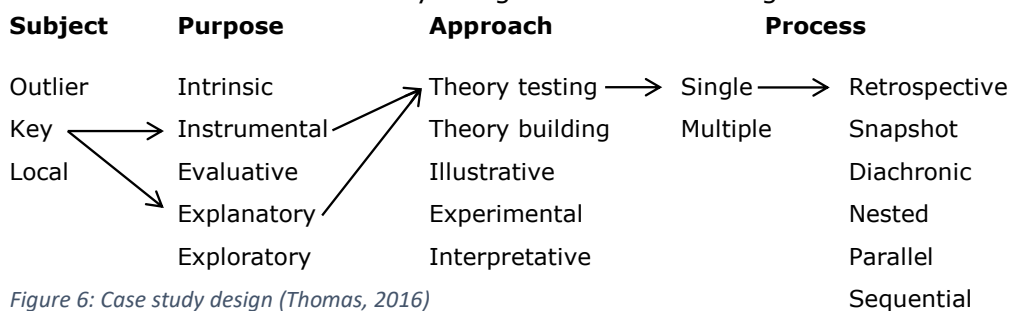 Subject Purpose Approach Process
Outlier Intrinsic Theory testing Single Retrospective
Key Instrumental Theory building Multiple Snapshot
Local Evaluative Illustrative Diachronic
Explanatory Experimental Nested
Exploratory Interpretative Parallel
Figure 6: Case study design (Thomas, 2016) Sequential